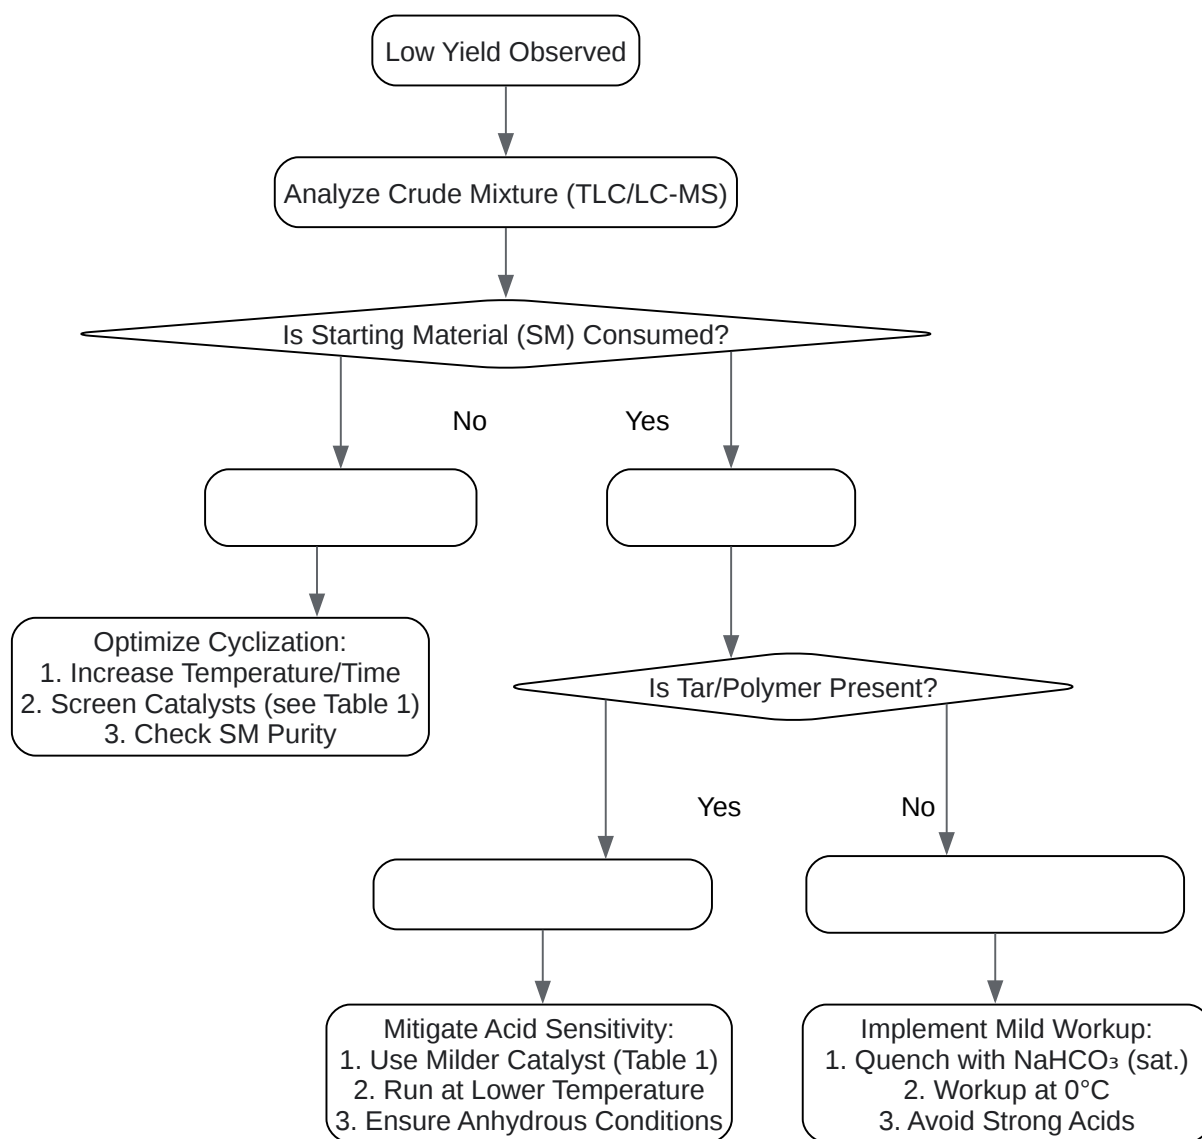 Low Yield Observed
Analyze Crude Mixture (TLC/LC-MS)
Is Starting Material (SM) Consumed?
No
Yes
Optimize Cyclization:
1. Increase Temperature/Time
2. Screen Catalysts (see Table 1)
3. Check SM Purity
Is Tar/Polymer Present?
Yes
No
Mitigate Acid Sensitivity:
1. Use Milder Catalyst (Table 1)
2. Run at Lower Temperature
3. Ensure Anhydrous Conditions
Implement Mild Workup:
1. Quench with NaHCO₃ (sat.)
2. Workup at 0°C
3. Avoid Strong Acids